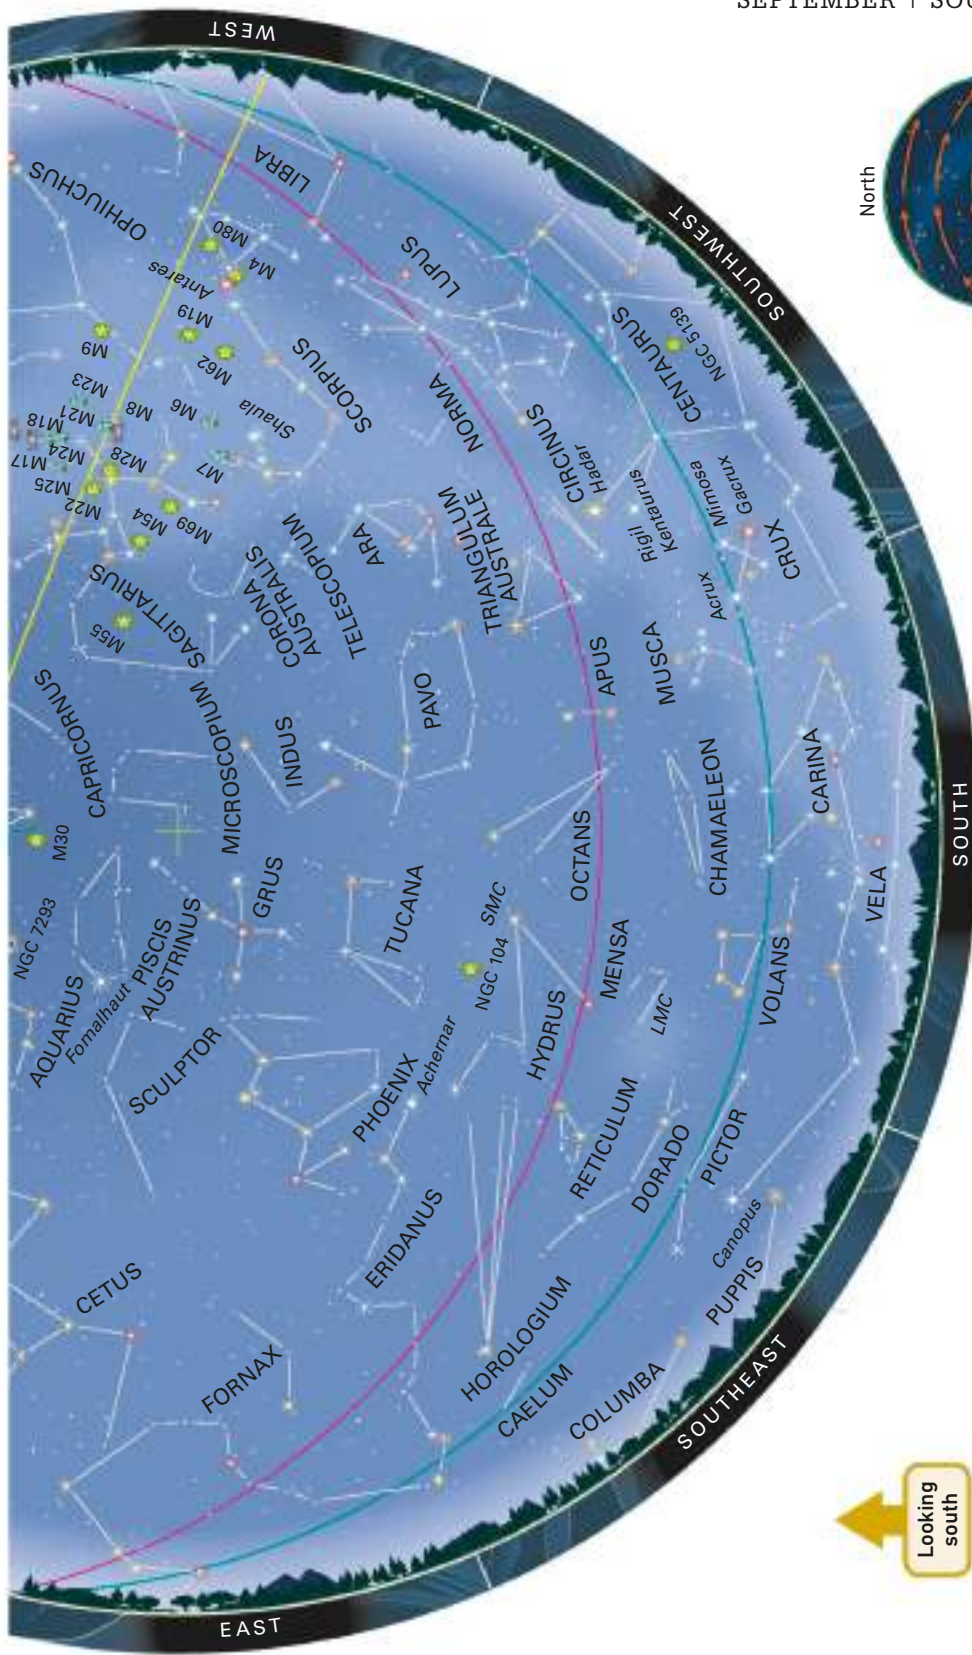 SEPTEMBER
WEST
North
OPHIUCHUS
LIBRA
M80
M4
Antares
LUPUS
SOUTHWEST
M19
M9
M62
SCORPIUS
M23
M21
M18
M8
M6
Shaula
CENTAURUS
NGC 5139
M24
M17
M28
M7
NORMA
CIRCINUS
Hadar
M25
M22
M54
M69
Rigil
Kentaurus
Mimosa
Gacrux
CRUX
Acrux
ARA
TRIANGULUM
AUSTRALE
SAGITTARIUS
CORONA
AUSTRALIS
TELESCOPIUM
M55
MUSCA
APUS
PAVO
CAPRICORNUS
MICROSCOPIUM
INDUS
CHAMAELEON
CARINA
M30
OCTANS
SOUTH
GRUS
TUCANA
SMC
VELA
NGC 7293
NGC 104
MENSA
AQUARIUS
Fomalhaut
PISCIS
AUSTRINUS
VOLANS
LMC
SCULPTOR
HYDRUS
Achernar
PHOENIX
RETICULUM
DORADO
PICTOR
ERIDANUS
Canopus
PUPPIS
CETUS
FORNAX
HOROLOGIUM
CAELUM
COLUMBA
SOUTHEAST
Looking
south
EAST